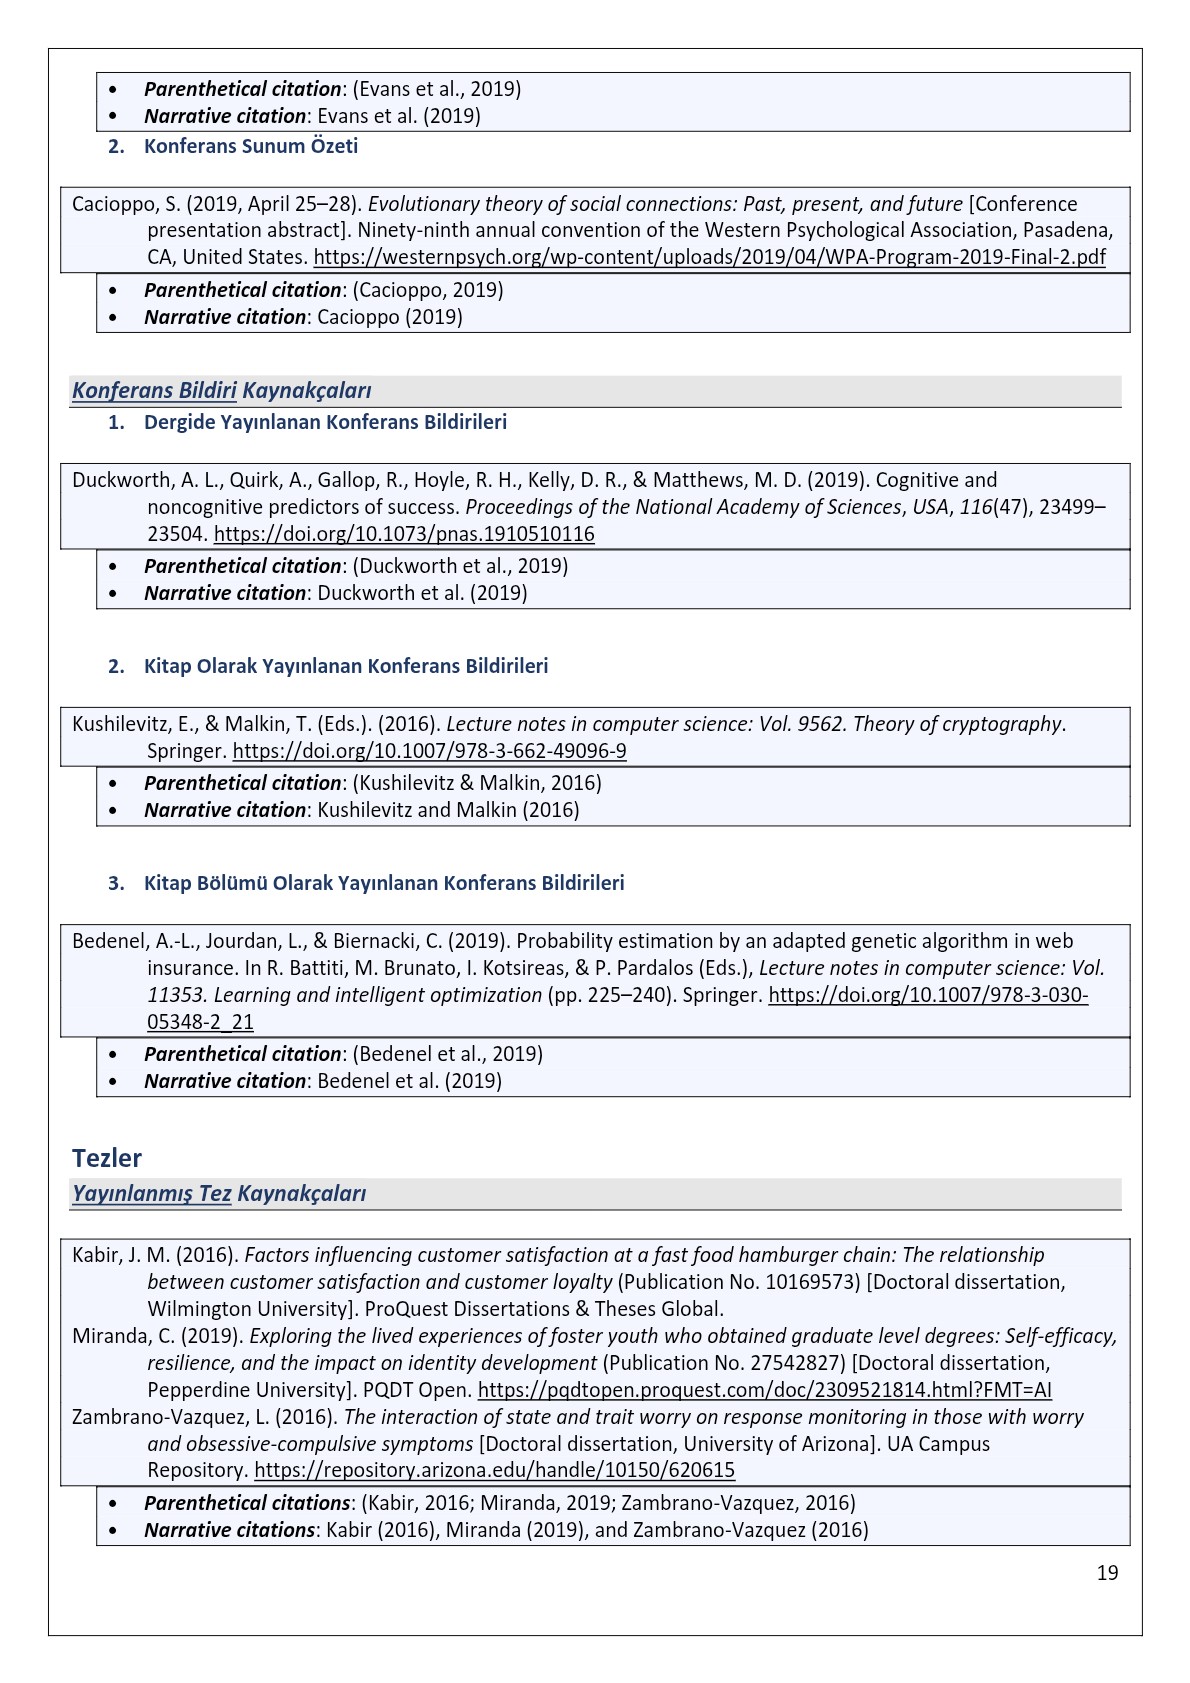 • Parenthetical citation: (Evans et al., 2019)
• Narrative citation: Evans et al. (2019)
2. Konferans Sunum Özeti
Cacioppo, S. (2019, April 25–28). Evolutionary theory of social connections: Past, present, and future [Conference
presentation abstract]. Ninety-ninth annual convention of the Western Psychological Association, Pasadena,
CA, United States. https://westernpsych.org/wp-content/uploads/2019/04/WPA-Program-2019-Final-2.pdf
• Parenthetical citation: (Cacioppo, 2019)
• Narrative citation: Cacioppo (2019)
Konferans Bildiri Kaynakçaları
1. Dergide Yayınlanan Konferans Bildirileri
Duckworth, A. L., Quirk, A., Gallop, R., Hoyle, R. H., Kelly, D. R., & Matthews, M. D. (2019). Cognitive and
noncognitive predictors of success. Proceedings of the National Academy of Sciences, USA, 116(47), 23499–
23504. https://doi.org/10.1073/pnas.1910510116
• Parenthetical citation: (Duckworth et al., 2019)
• Narrative citation: Duckworth et al. (2019)
2. Kitap Olarak Yayınlanan Konferans Bildirileri
Kushilevitz, E., & Malkin, T. (Eds.). (2016). Lecture notes in computer science: Vol. 9562. Theory of cryptography.
Springer. https://doi.org/10.1007/978-3-662-49096-9
• Parenthetical citation: (Kushilevitz & Malkin, 2016)
• Narrative citation: Kushilevitz and Malkin (2016)
3. Kitap Bölümü Olarak Yayınlanan Konferans Bildirileri
Bedenel, A.-L., Jourdan, L., & Biernacki, C. (2019). Probability estimation by an adapted genetic algorithm in web
insurance. In R. Battiti, M. Brunato, I. Kotsireas, & P. Pardalos (Eds.), Lecture notes in computer science: Vol.
11353. Learning and intelligent optimization (pp. 225–240). Springer. https://doi.org/10.1007/978-3-030-
05348-2_21
• Parenthetical citation: (Bedenel et al., 2019)
• Narrative citation: Bedenel et al. (2019)
Tezler
Yayınlanmış Tez Kaynakçaları
Kabir, J. M. (2016). Factors influencing customer satisfaction at a fast food hamburger chain: The relationship
between customer satisfaction and customer loyalty (Publication No. 10169573) [Doctoral dissertation,
Wilmington University]. ProQuest Dissertations & Theses Global.
Miranda, C. (2019). Exploring the lived experiences of foster youth who obtained graduate level degrees: Self-efficacy,
resilience, and the impact on identity development (Publication No. 27542827) [Doctoral dissertation,
Pepperdine University]. PQDT Open. https://pqdtopen.proquest.com/doc/2309521814.html?FMT=AI
Zambrano-Vazquez, L. (2016). The interaction of state and trait worry on response monitoring in those with worry
and obsessive-compulsive symptoms [Doctoral dissertation, University of Arizona]. UA Campus
Repository. https://repository.arizona.edu/handle/10150/620615
• Parenthetical citations: (Kabir, 2016; Miranda, 2019; Zambrano-Vazquez, 2016)
• Narrative citations: Kabir (2016), Miranda (2019), and Zambrano-Vazquez (2016)
19